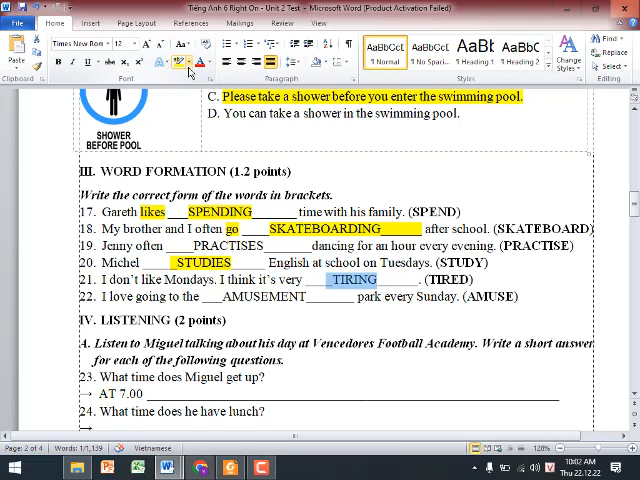 Tiếng Anh 6 Right On - Unit 2 Test - Microsoft Word (Product Activation Failed)
File Home Insert Page Layout References Mailings Review View
Paste
Times New Rom 12
AaBbCcI AaBbCcI AaBbC AaBbCc
¶ Normal ¶ No Spaci... Heading 1 Heading 2
Change Styles
Find
Replace
Select
Clipboard Font Paragraph Styles Editing
C. Please take a shower before you enter the swimming pool.
D. You can take a shower in the swimming pool.
SHOWER
BEFORE POOL
III. WORD FORMATION (1.2 points)
Write the correct form of the words in brackets.
17. Gareth likes ___SPENDING_______ time with his family. (SPEND)
18. My brother and I often go ____SKATEBOARDING______ after school. (SKATEBOARD)
19. Jenny often ____PRACTISES_______dancing for an hour every evening. (PRACTISE)
20. Michel ____STUDIES_____ English at school on Tuesdays. (STUDY)
21. I don't like Mondays. I think it's very ____TIRING______. (TIRED)
22. I love going to the ___AMUSEMENT_______ park every Sunday. (AMUSE)
IV. LISTENING (2 points)
A. Listen to Miguel talking about his day at Vencedores Football Academy. Write a short answer
for each of the following questions.
23. What time does Miguel get up?
→ AT 7.00 ______________________________
24. What time does he have lunch?
→
Page: 2 of 4 Words: 1/1,139 Vietnamese 128%
10:02 AM
Thu 22.12.22